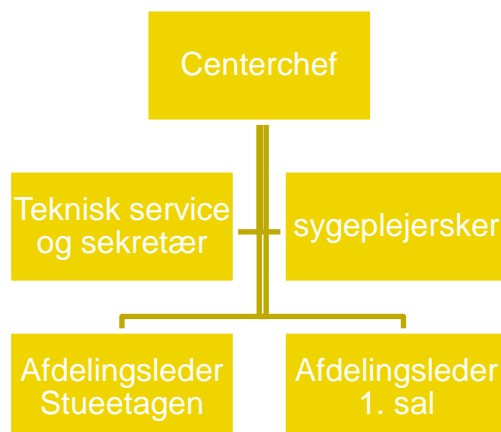 Centerchef
Teknisk service
og sekretær
sygeplejersker
Afdelingsleder
Stueetagen
Afdelingsleder
1. sal